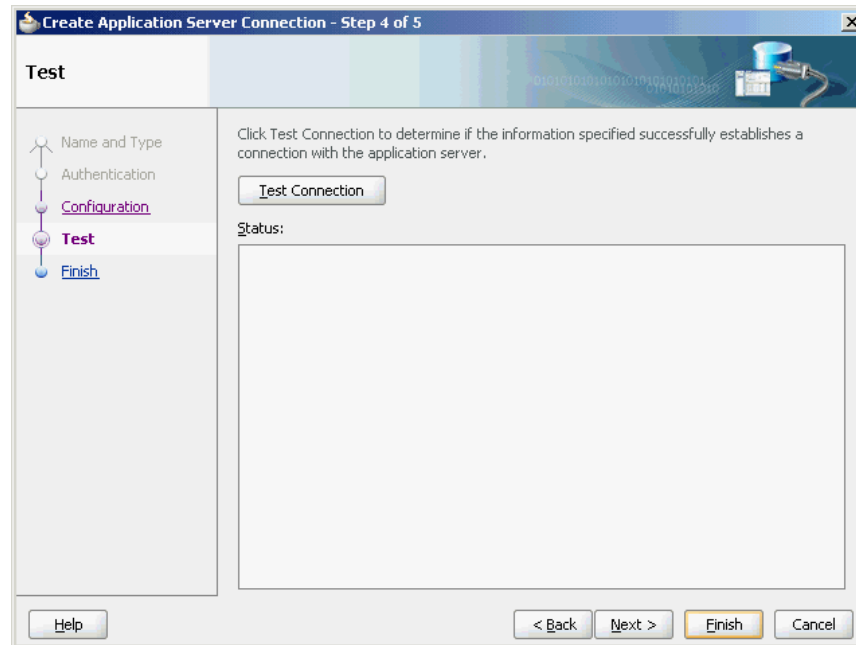 Create Application Server Connection - Step 4 of 5
Test
Name and Type
Authentication
Configuration
Test
Finish
Click Test Connection to determine if the information specified successfully establishes a
connection with the application server.
Test Connection
Status:
Help
< Back
Next >
Finish
Cancel